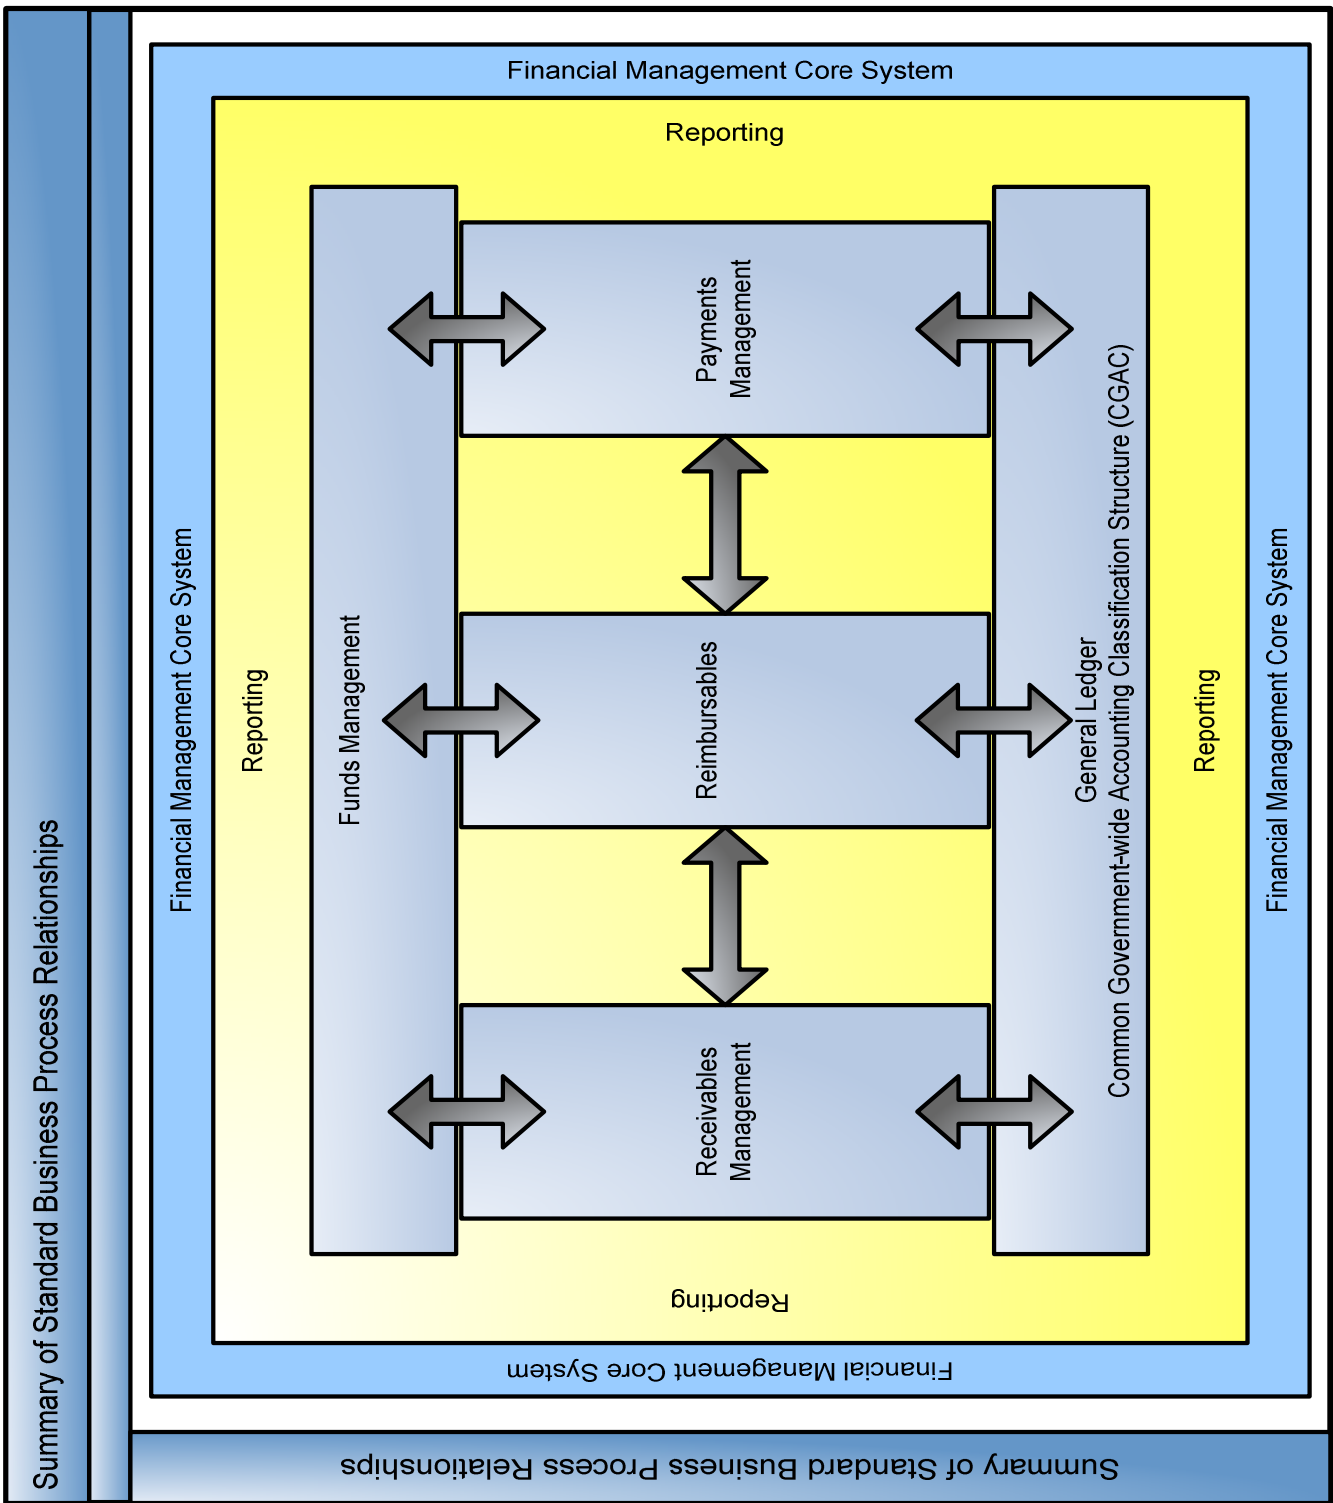 Summary of Standard Business Process Relationships
Summary of Standard Business Process Relationships
Financial Management Core System
Reporting
Funds Management
Financial Management Core System
Reporting
Receivables
Management
Reimbursables
Payments
Management
Reporting
Financial Management Core System
General Ledger
Common Government-wide Accounting Classification Structure (CGAC)
Reporting
Financial Management Core System